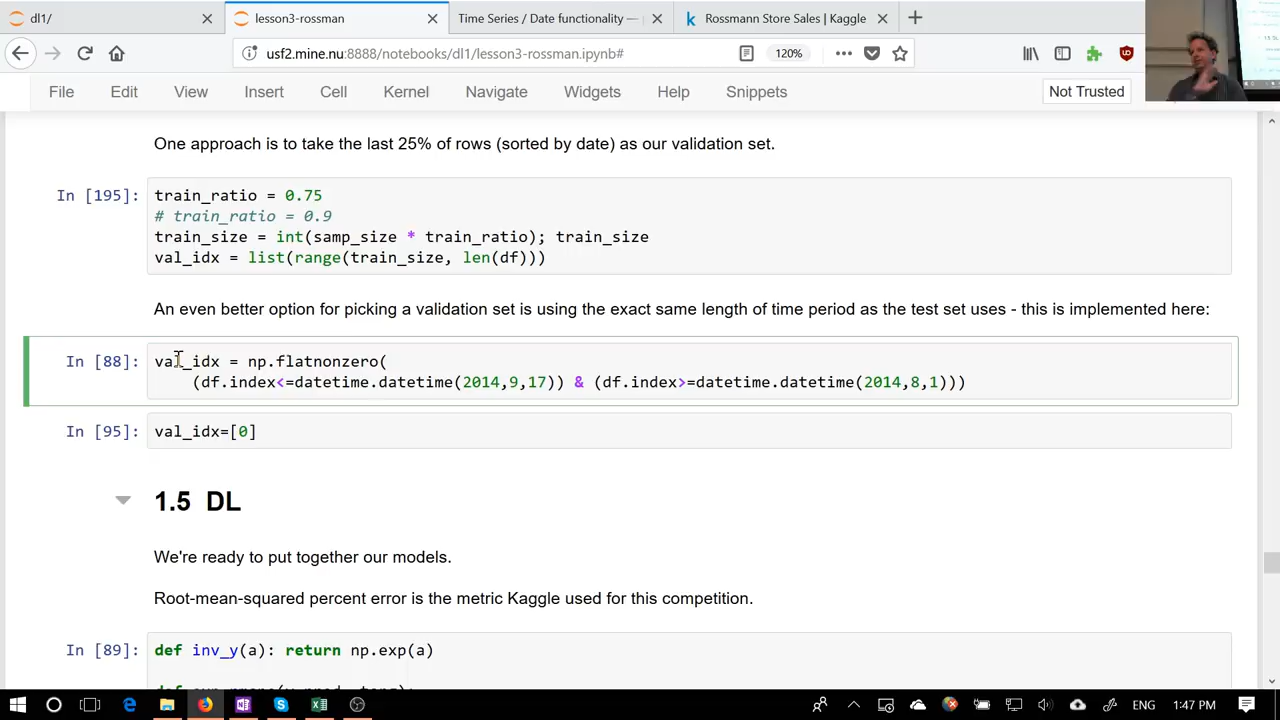 dl1/
lesson3-rossman
Time Series / Date functionality —
Rossmann Store Sales | Kaggle
usf2.mine.nu:8888/notebooks/dl1/lesson3-rossman.ipynb#
120%
File Edit View Insert Cell Kernel Navigate Widgets Help Snippets
Not Trusted
One approach is to take the last 25% of rows (sorted by date) as our validation set.
In [195]:
train_ratio = 0.75
# train_ratio = 0.9
train_size = int(samp_size * train_ratio); train_size
val_idx = list(range(train_size, len(df)))
An even better option for picking a validation set is using the exact same length of time period as the test set uses - this is implemented here:
In [88]:
val_idx = np.flatnonzero(
(df.index<=datetime.datetime(2014,9,17)) & (df.index>=datetime.datetime(2014,8,1)))
In [95]:
val_idx=[0]
1.5 DL
We're ready to put together our models.
Root-mean-squared percent error is the metric Kaggle used for this competition.
In [89]:
def inv_y(a): return np.exp(a)
ENG
1:47 PM